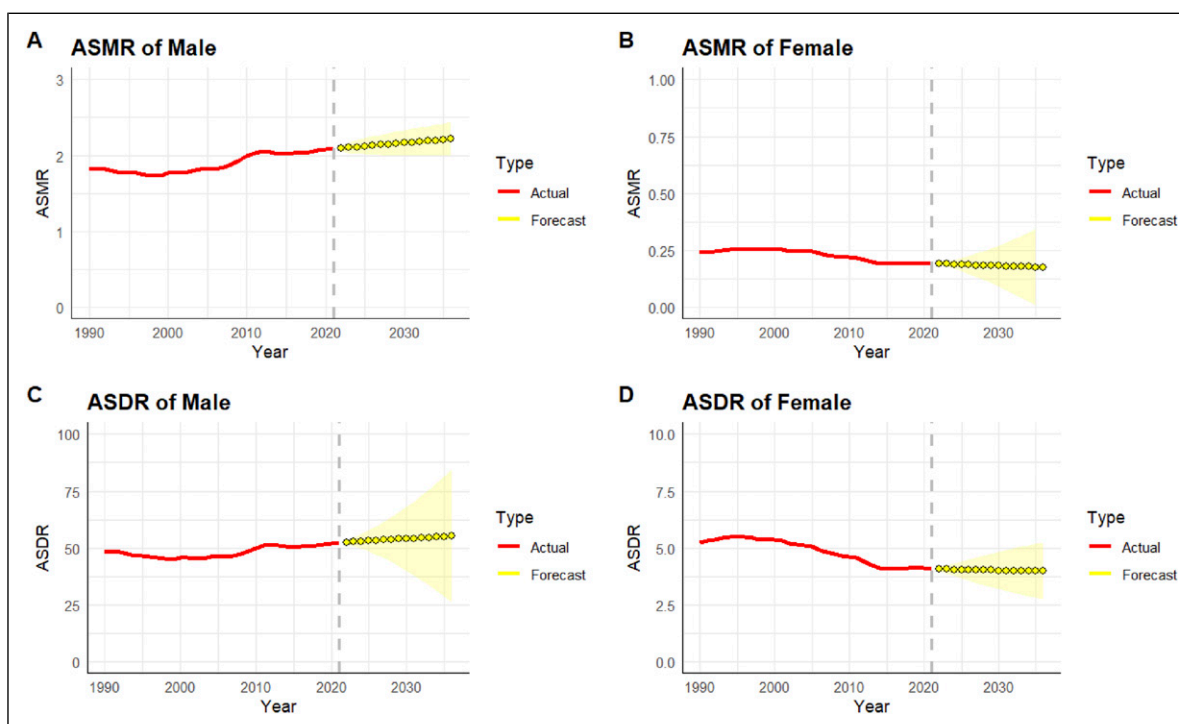 A
ASMR of Male
3
2
1
0
ASMR
1990
2000
2010
2020
2030
Year
Type
Actual
Forecast
B
ASMR of Female
1.00
0.75
0.50
0.25
0.00
ASMR
1990
2000
2010
2020
2030
Year
Type
Actual
Forecast
C
ASDR of Male
100
75
50
25
0
ASDR
1990
2000
2010
2020
2030
Year
Type
Actual
Forecast
D
ASDR of Female
10.0
7.5
5.0
2.5
0.0
ASDR
1990
2000
2010
2020
2030
Year
Type
Actual
Forecast